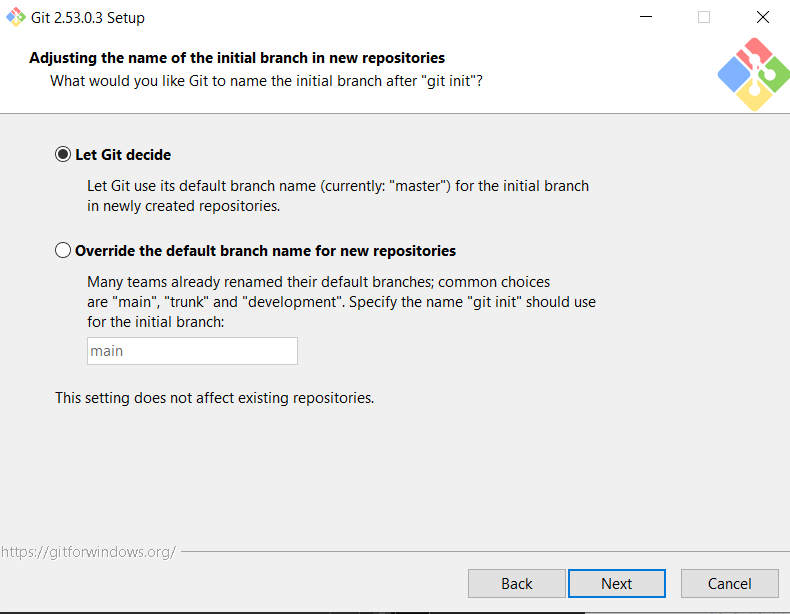 Git 2.53.0.3 Setup
Adjusting the name of the initial branch in new repositories
What would you like Git to name the initial branch after "git init"?
Let Git decide
Let Git use its default branch name (currently: "master") for the initial branch
in newly created repositories.
Override the default branch name for new repositories
Many teams already renamed their default branches; common choices
are "main", "trunk" and "development". Specify the name "git init" should use
for the initial branch:
main
This setting does not affect existing repositories.
https://gitforwindows.org/
Back
Next
Cancel